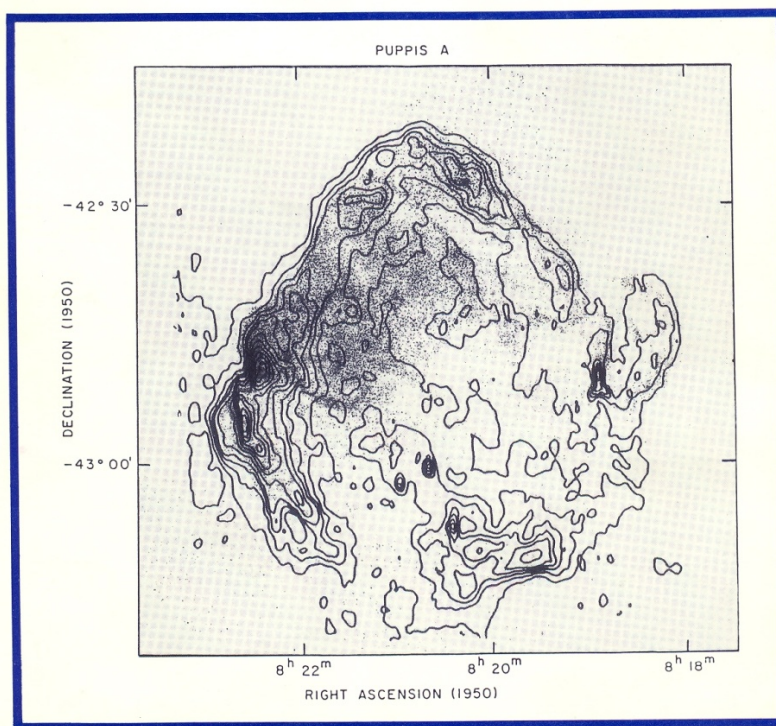 PUPPIS A
-42° 30'
-43° 00'
DECLINATION (1950)
8ʰ 22ᵐ
8ʰ 20ᵐ
8ʰ 18ᵐ
RIGHT ASCENSION (1950)